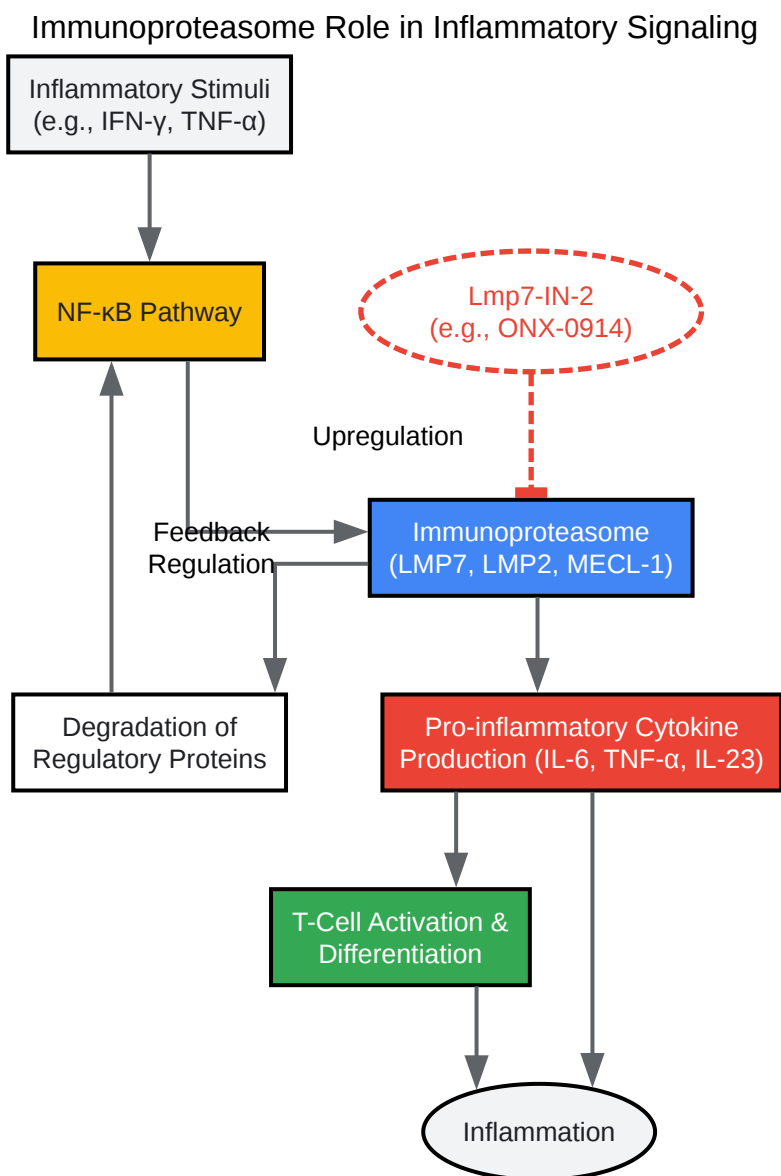 Immunoproteasome Role in Inflammatory Signaling
Inflammatory Stimuli
(e.g., IFN-γ, TNF-α)
NF-κB Pathway
Lmp7-IN-2
(e.g., ONX-0914)
Upregulation
Feedback
Regulation
Immunoproteasome
(LMP7, LMP2, MECL-1)
Degradation of
Regulatory Proteins
Pro-inflammatory Cytokine
Production (IL-6, TNF-α, IL-23)
T-Cell Activation &
Differentiation
Inflammation